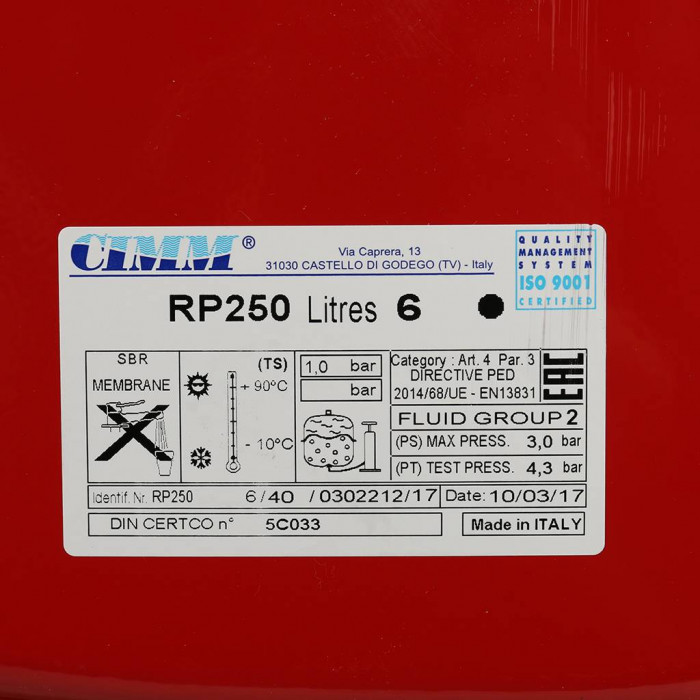 CIMM®
Via Caprera, 13
31030 CASTELLO DI GODEGO (TV) - Italy
QUALITY
MANAGEMENT
SYSTEM
ISO 9001
CERTIFIED
RP250 Litres 6
SBR
MEMBRANE
(TS)
+ 90°C
- 10°C
1,0 bar
bar
Category : Art. 4 Par. 3
DIRECTIVE PED
2014/68/UE - EN13831
EAC
FLUID GROUP 2
(PS) MAX PRESS. 3,0 bar
(PT) TEST PRESS. 4,3 bar
Identif. Nr. RP250 6/40 /0302212/17 Date: 10/03/17
DIN CERTCO n° 5C033
Made in ITALY